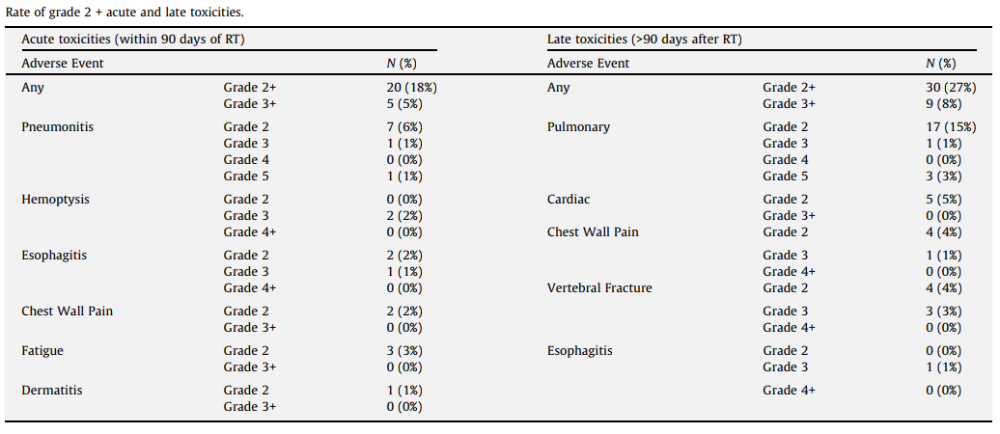 Rate of grade 2 + acute and late toxicities.
Acute toxicities (within 90 days of RT) Late toxicities (>90 days after RT)
Adverse Event N (%) Adverse Event N (%)
Any Grade 2+ 20 (18%) Any Grade 2+ 30 (27%)
Grade 3+ 5 (5%) Grade 3+ 9 (8%)
Pneumonitis Grade 2 7 (6%) Pulmonary Grade 2 17 (15%)
Grade 3 1 (1%) Grade 3 1 (1%)
Grade 4 0 (0%) Grade 4 0 (0%)
Grade 5 1 (1%) Grade 5 3 (3%)
Hemoptysis Grade 2 0 (0%) Cardiac Grade 2 5 (5%)
Grade 3 2 (2%) Grade 3+ 0 (0%)
Grade 4+ 0 (0%) Chest Wall Pain Grade 2 4 (4%)
Esophagitis Grade 2 2 (2%) Grade 3 1 (1%)
Grade 3 1 (1%) Grade 4+ 0 (0%)
Grade 4+ 0 (0%) Vertebral Fracture Grade 2 4 (4%)
Chest Wall Pain Grade 2 2 (2%) Grade 3 3 (3%)
Grade 3+ 0 (0%) Grade 4+ 0 (0%)
Fatigue Grade 2 3 (3%) Esophagitis Grade 2 0 (0%)
Grade 3+ 0 (0%) Grade 3 1 (1%)
Dermatitis Grade 2 1 (1%) Grade 4+ 0 (0%)
Grade 3+ 0 (0%)